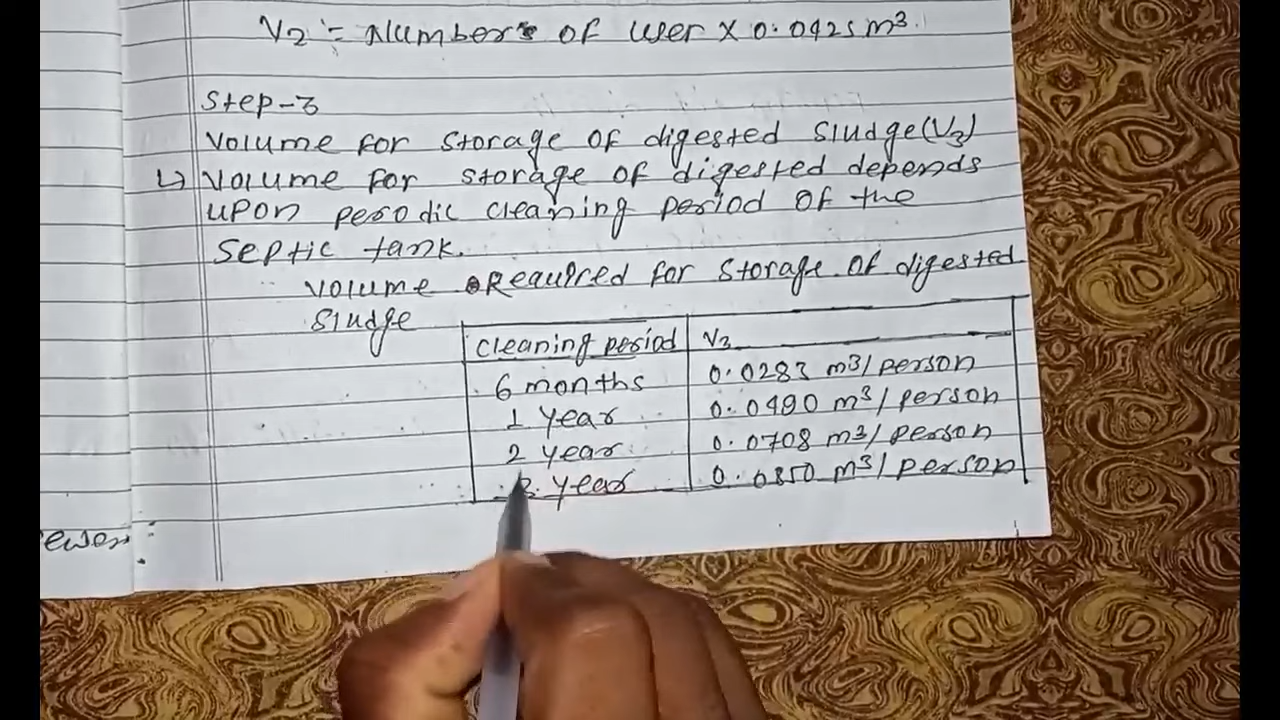 V2 = Numbers of user X 0.0425 m3.
Step-3
Volume for storage of digested sludge(V3)
↳ Volume for storage of digested depends
upon perodic cleaning period of the
septic tank.
Volume Required for storage of digested
sludge
cleaning period V3
6 months 0.0283 m3/person
1 year 0.0490 m3/person
2 year 0.0708 m3/person
3 year 0.0850 m3/person